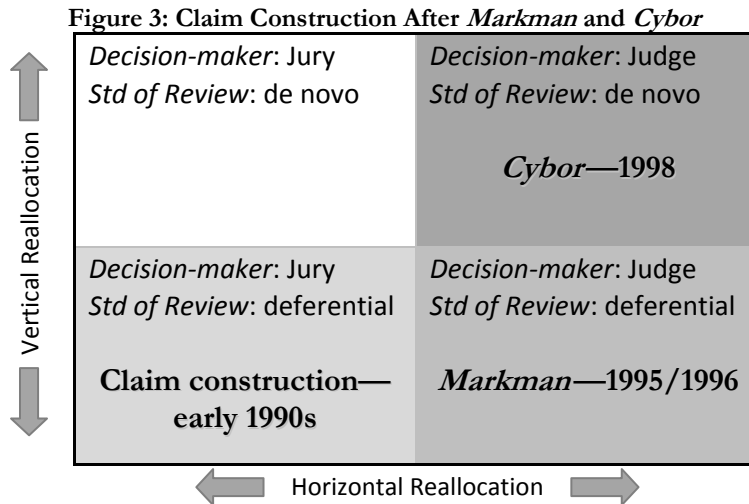 Figure 3: Claim Construction After Markman and Cybor
Decision-maker: Jury
Std of Review: de novo
Decision-maker: Judge
Std of Review: de novo
Cybor—1998
Decision-maker: Jury
Std of Review: deferential
Claim construction—
early 1990s
Decision-maker: Judge
Std of Review: deferential
Markman—1995/1996
Vertical Reallocation
Horizontal Reallocation